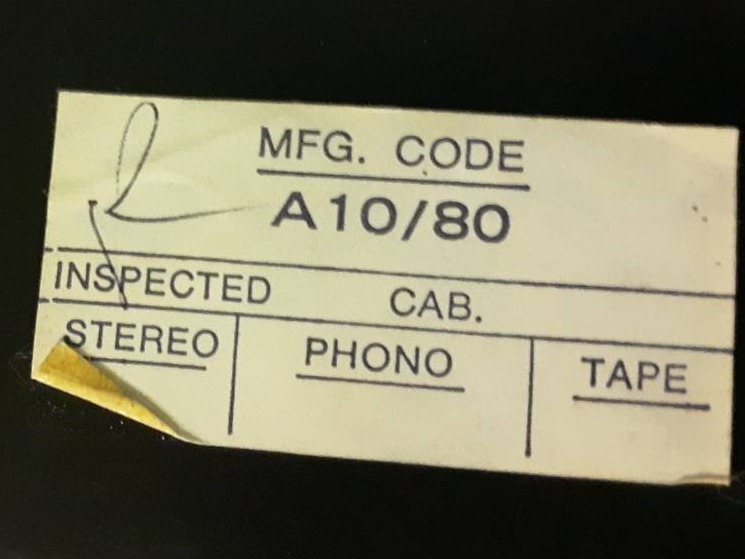 MFG. CODE
A10/80
INSPECTED CAB.
STEREO PHONO TAPE